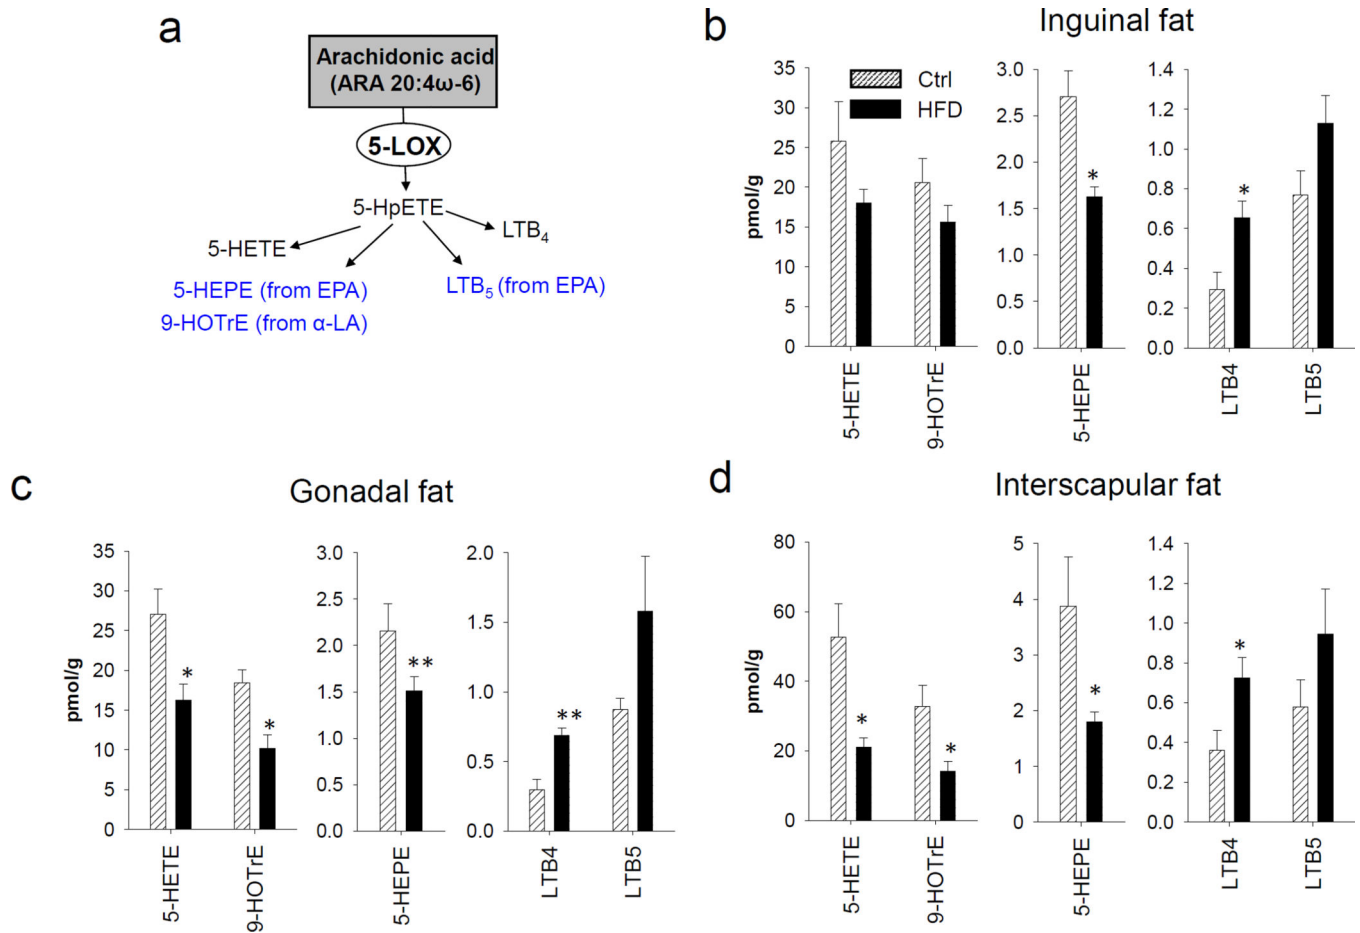 a
Arachidonic acid
(ARA 20:4ω-6)
5-LOX
5-HpETE
5-HETE
LTB4
5-HEPE (from EPA)
LTB5 (from EPA)
9-HOTrE (from α-LA)
b
Inguinal fat
Ctrl
HFD
pmol/g
35
30
25
20
15
10
5
0
5-HETE
9-HOTrE
3.0
2.5
2.0
1.5
1.0
0.5
0.0
*
5-HEPE
1.4
1.2
1.0
0.8
0.6
0.4
0.2
0.0
*
LTB4
LTB5
c
Gonadal fat
pmol/g
35
30
25
20
15
10
5
0
*
*
5-HETE
9-HOTrE
3.0
2.5
2.0
1.5
1.0
0.5
0.0
**
5-HEPE
2.0
1.5
1.0
0.5
0.0
**
LTB4
LTB5
d
Interscapular fat
pmol/g
80
60
40
20
0
*
*
5-HETE
9-HOTrE
5
4
3
2
1
0
*
5-HEPE
1.4
1.2
1.0
0.8
0.6
0.4
0.2
0.0
*
LTB4
LTB5